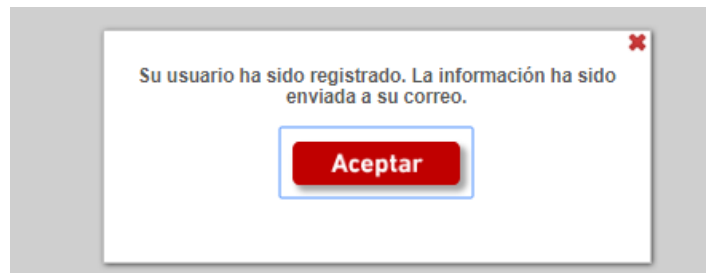 Su usuario ha sido registrado. La información ha sido
enviada a su correo.
Aceptar